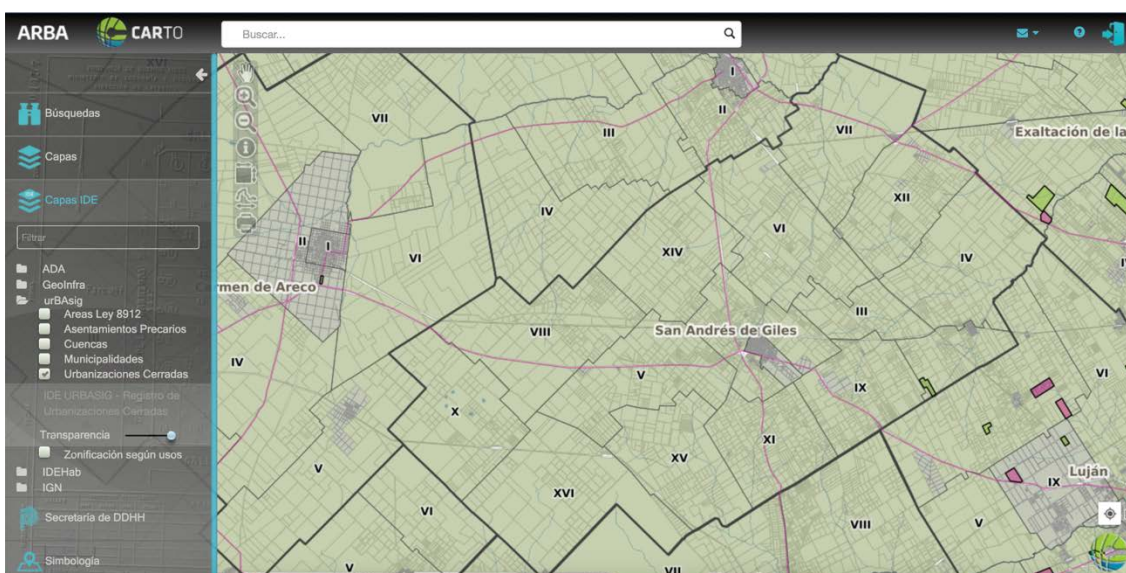 ARBA
CARTO
Buscar...
Búsquedas
Capas
Capas IDE
Filtrar
ADA
GeoInfra
urBAsig
Areas Ley 8912
Asentamientos Precarios
Cuencas
Municipalidades
Urbanizaciones Cerradas
IDE URBASIG - Registro de
Urbanizaciones Cerradas
Transparencia
Zonificación según usos
IDEHab
IGN
Secretaría de DDHH
Simbología
I
VII
II
III
VII
Exaltación de la
XII
IV
VI
II
I
VI
XIV
IV
rmen de Areco
III
VIII
San Andrés de Giles
IV
V
VI
IX
X
XI
V
XV
Luján
IX
XVI
VI
VIII
V
V
VII